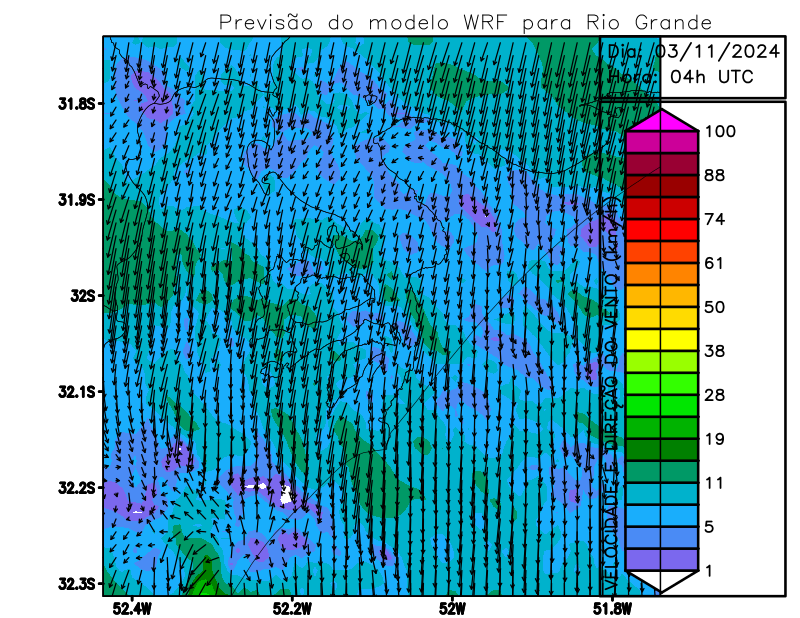 Previsão do modelo WRF para Rio Grande
Dia: 03/11/2024
Hora: 04h UTC
31.8S
31.9S
32S
32.1S
32.2S
32.3S
52.4W
52.2W
52W
51.8W
VELOCIDADE E DIREÇÃO DO VENTO (km/h)
100
88
74
61
50
38
28
19
11
5
1